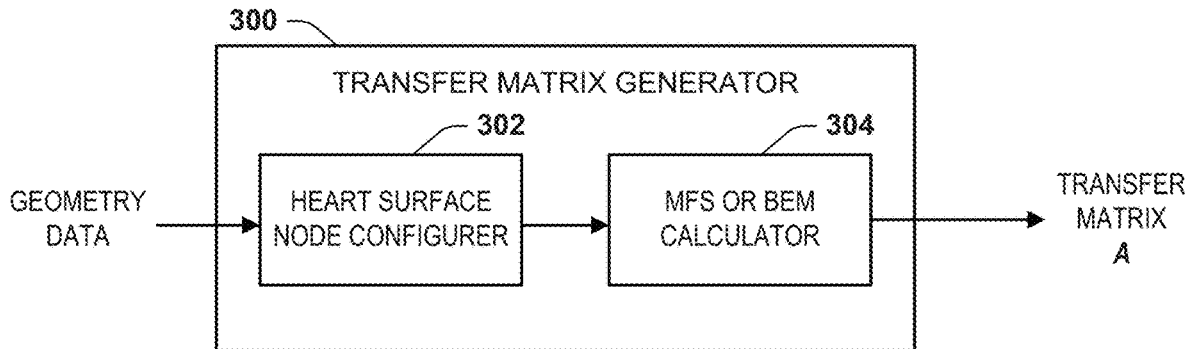 300
TRANSFER MATRIX GENERATOR
302
304
GEOMETRY
DATA
HEART SURFACE
NODE CONFIGURER
MFS OR BEM
CALCULATOR
TRANSFER
MATRIX
A